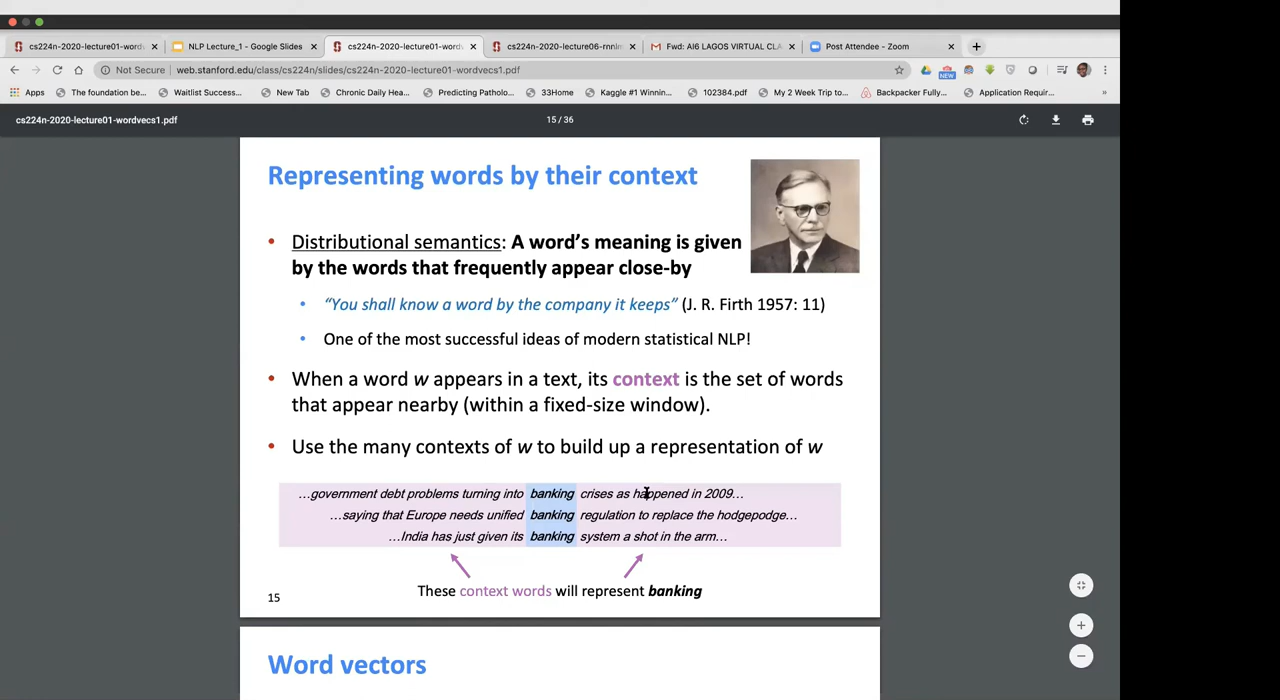 cs224n-2020-lecture01-word
NLP Lecture_1 - Google Slides
cs224n-2020-lecture01-wordv
cs224n-2020-lecture06-rnnlm
Fwd: AI6 LAGOS VIRTUAL CLA
Post Attendee - Zoom
Not Secure | web.stanford.edu/class/cs224n/slides/cs224n-2020-lecture01-wordvecs1.pdf
NEW
Apps
The foundation be...
Waitlist Success...
New Tab
Chronic Daily Hea...
Predicting Patholo...
33Home
Kaggle #1 Winnin...
102384.pdf
My 2 Week Trip to...
Backpacker Fully...
Application Requir...
»
cs224n-2020-lecture01-wordvecs1.pdf
15 / 36
Representing words by their context
• Distributional semantics: A word’s meaning is given
by the words that frequently appear close-by
• “You shall know a word by the company it keeps” (J. R. Firth 1957: 11)
• One of the most successful ideas of modern statistical NLP!
• When a word w appears in a text, its context is the set of words
that appear nearby (within a fixed-size window).
• Use the many contexts of w to build up a representation of w
…government debt problems turning into banking crises as happened in 2009…
…saying that Europe needs unified banking regulation to replace the hodgepodge…
…India has just given its banking system a shot in the arm…
These context words will represent banking
15
Word vectors